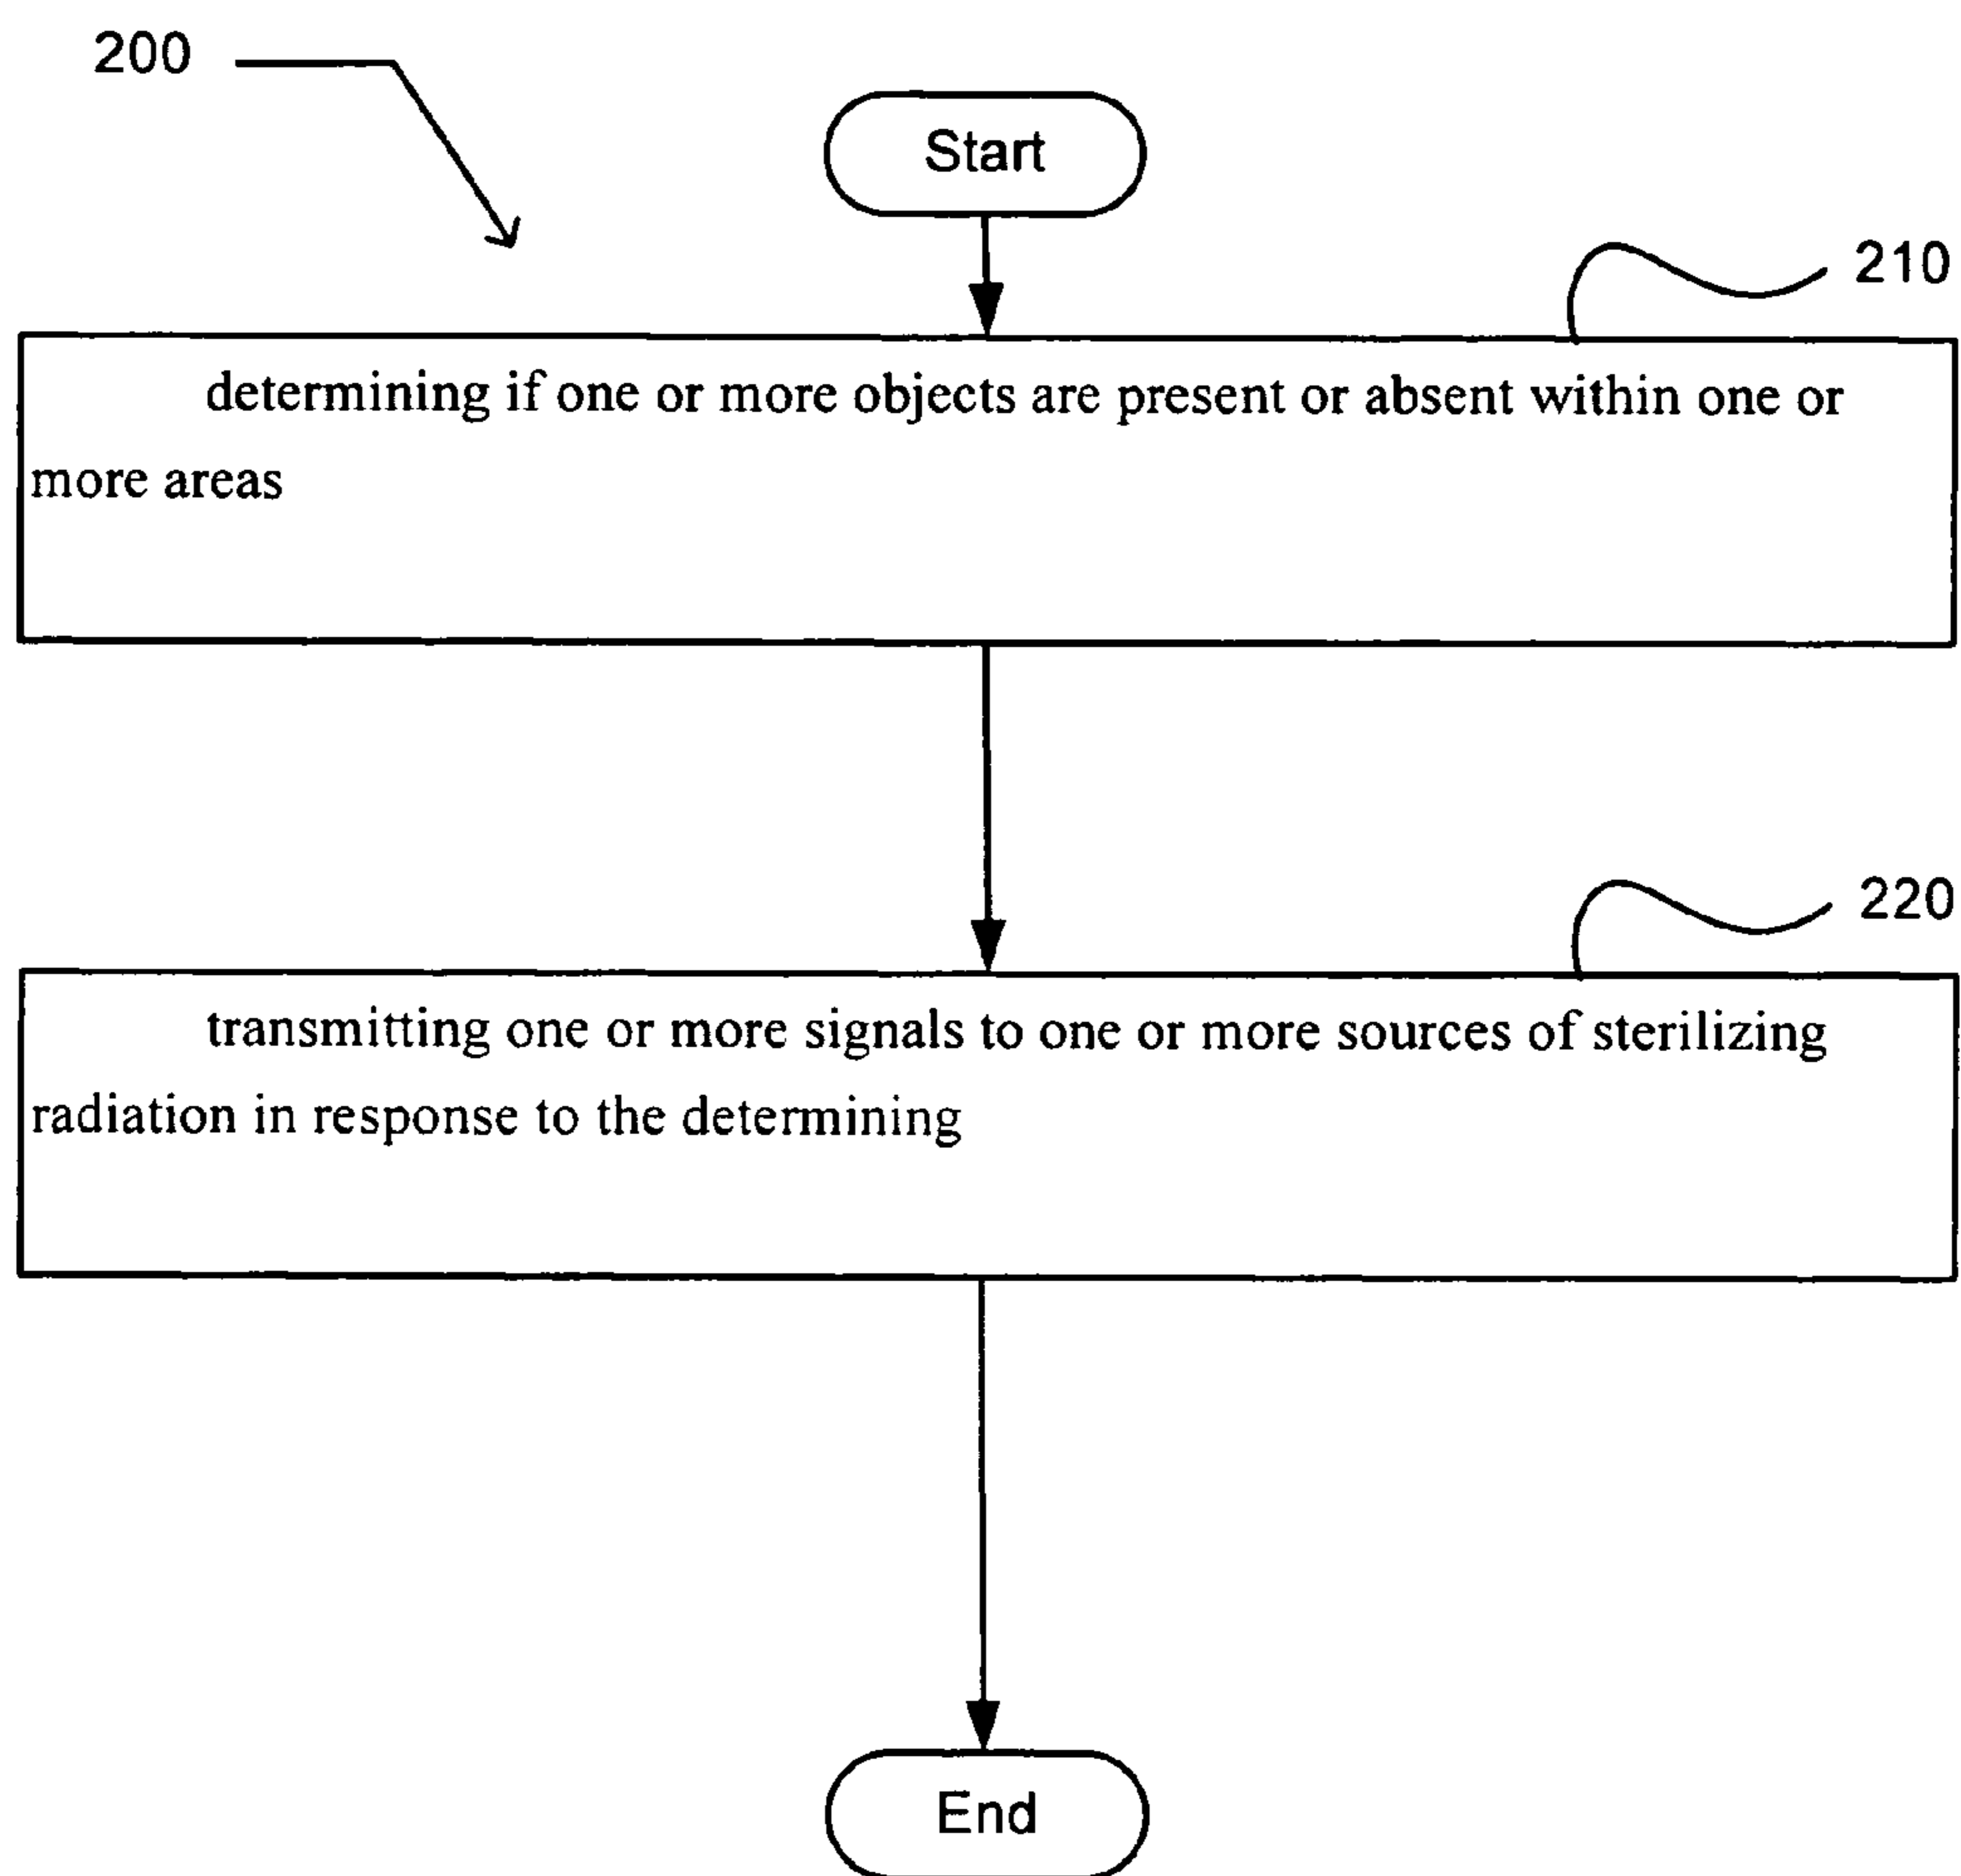 200
Start
210
determining if one or more objects are present or absent within one or
more areas
220
transmitting one or more signals to one or more sources of sterilizing
radiation in response to the determining
End